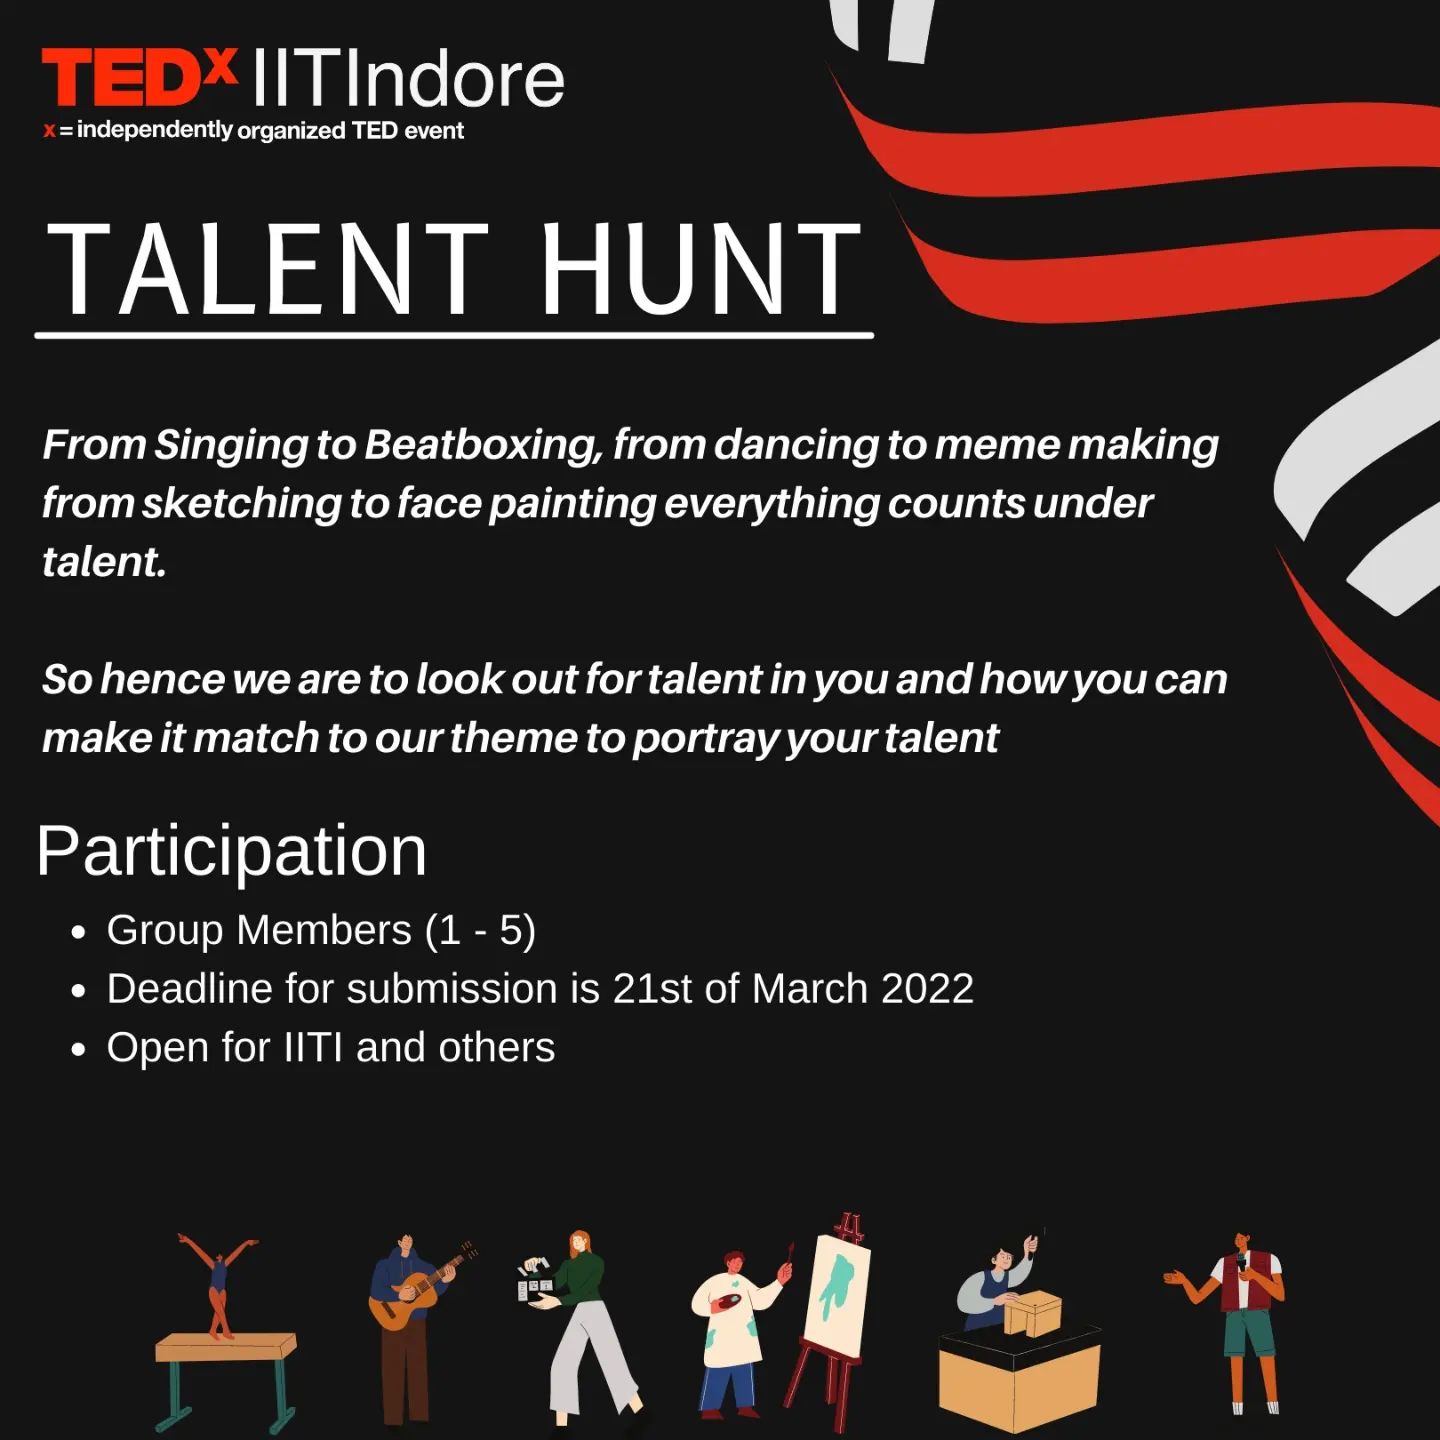 TEDx IITIndore
x = independently organized TED event
TALENT HUNT
From Singing to Beatboxing, from dancing to meme making
from sketching to face painting everything counts under
talent.
So hence we are to look out for talent in you and how you can
make it match to our theme to portray your talent
Participation
• Group Members (1 - 5)
• Deadline for submission is 21st of March 2022
• Open for IITI and others